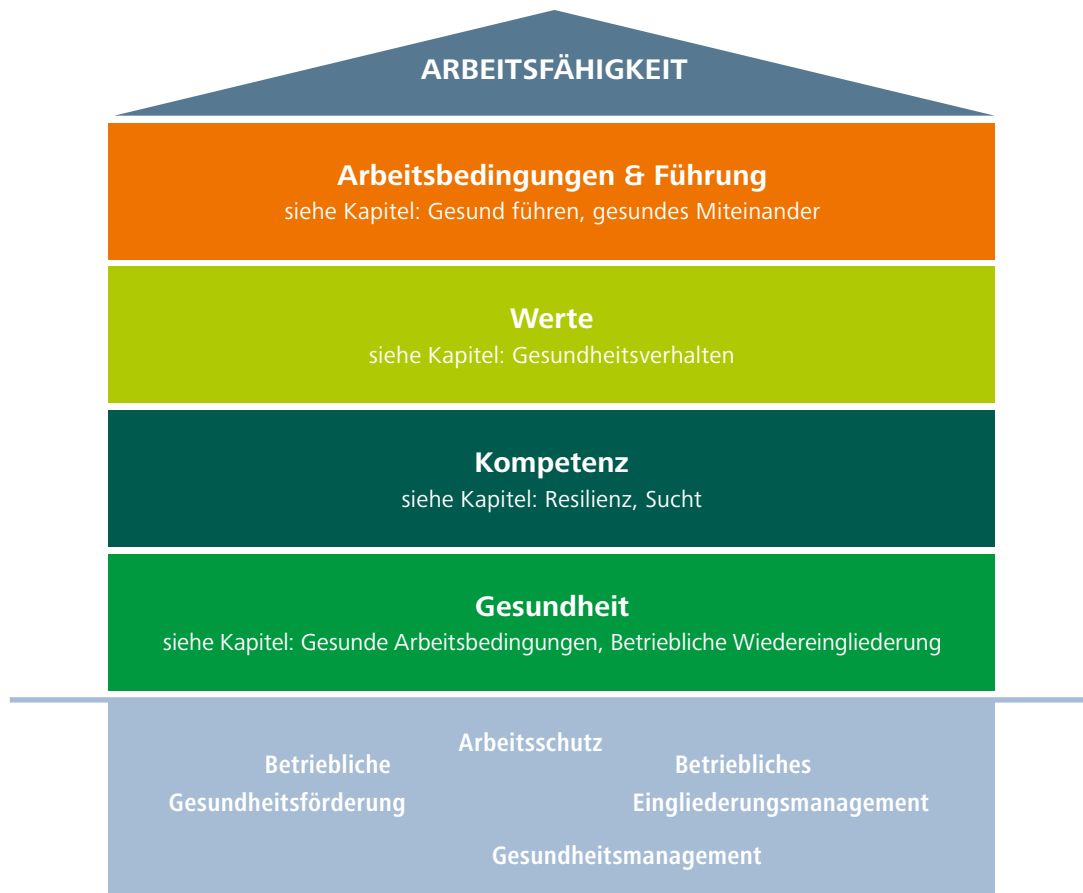 ARBEITSFÄHIGKEIT
Arbeitsbedingungen & Führung
siehe Kapitel: Gesund führen, gesundes Miteinander
Werte
siehe Kapitel: Gesundheitsverhalten
Kompetenz
siehe Kapitel: Resilienz, Sucht
Gesundheit
siehe Kapitel: Gesunde Arbeitsbedingungen, Betriebliche Wiedereingliederung
Arbeitsschutz
Betriebliche
Gesundheitsförderung
Betriebliches
Eingliederungsmanagement
Gesundheitsmanagement